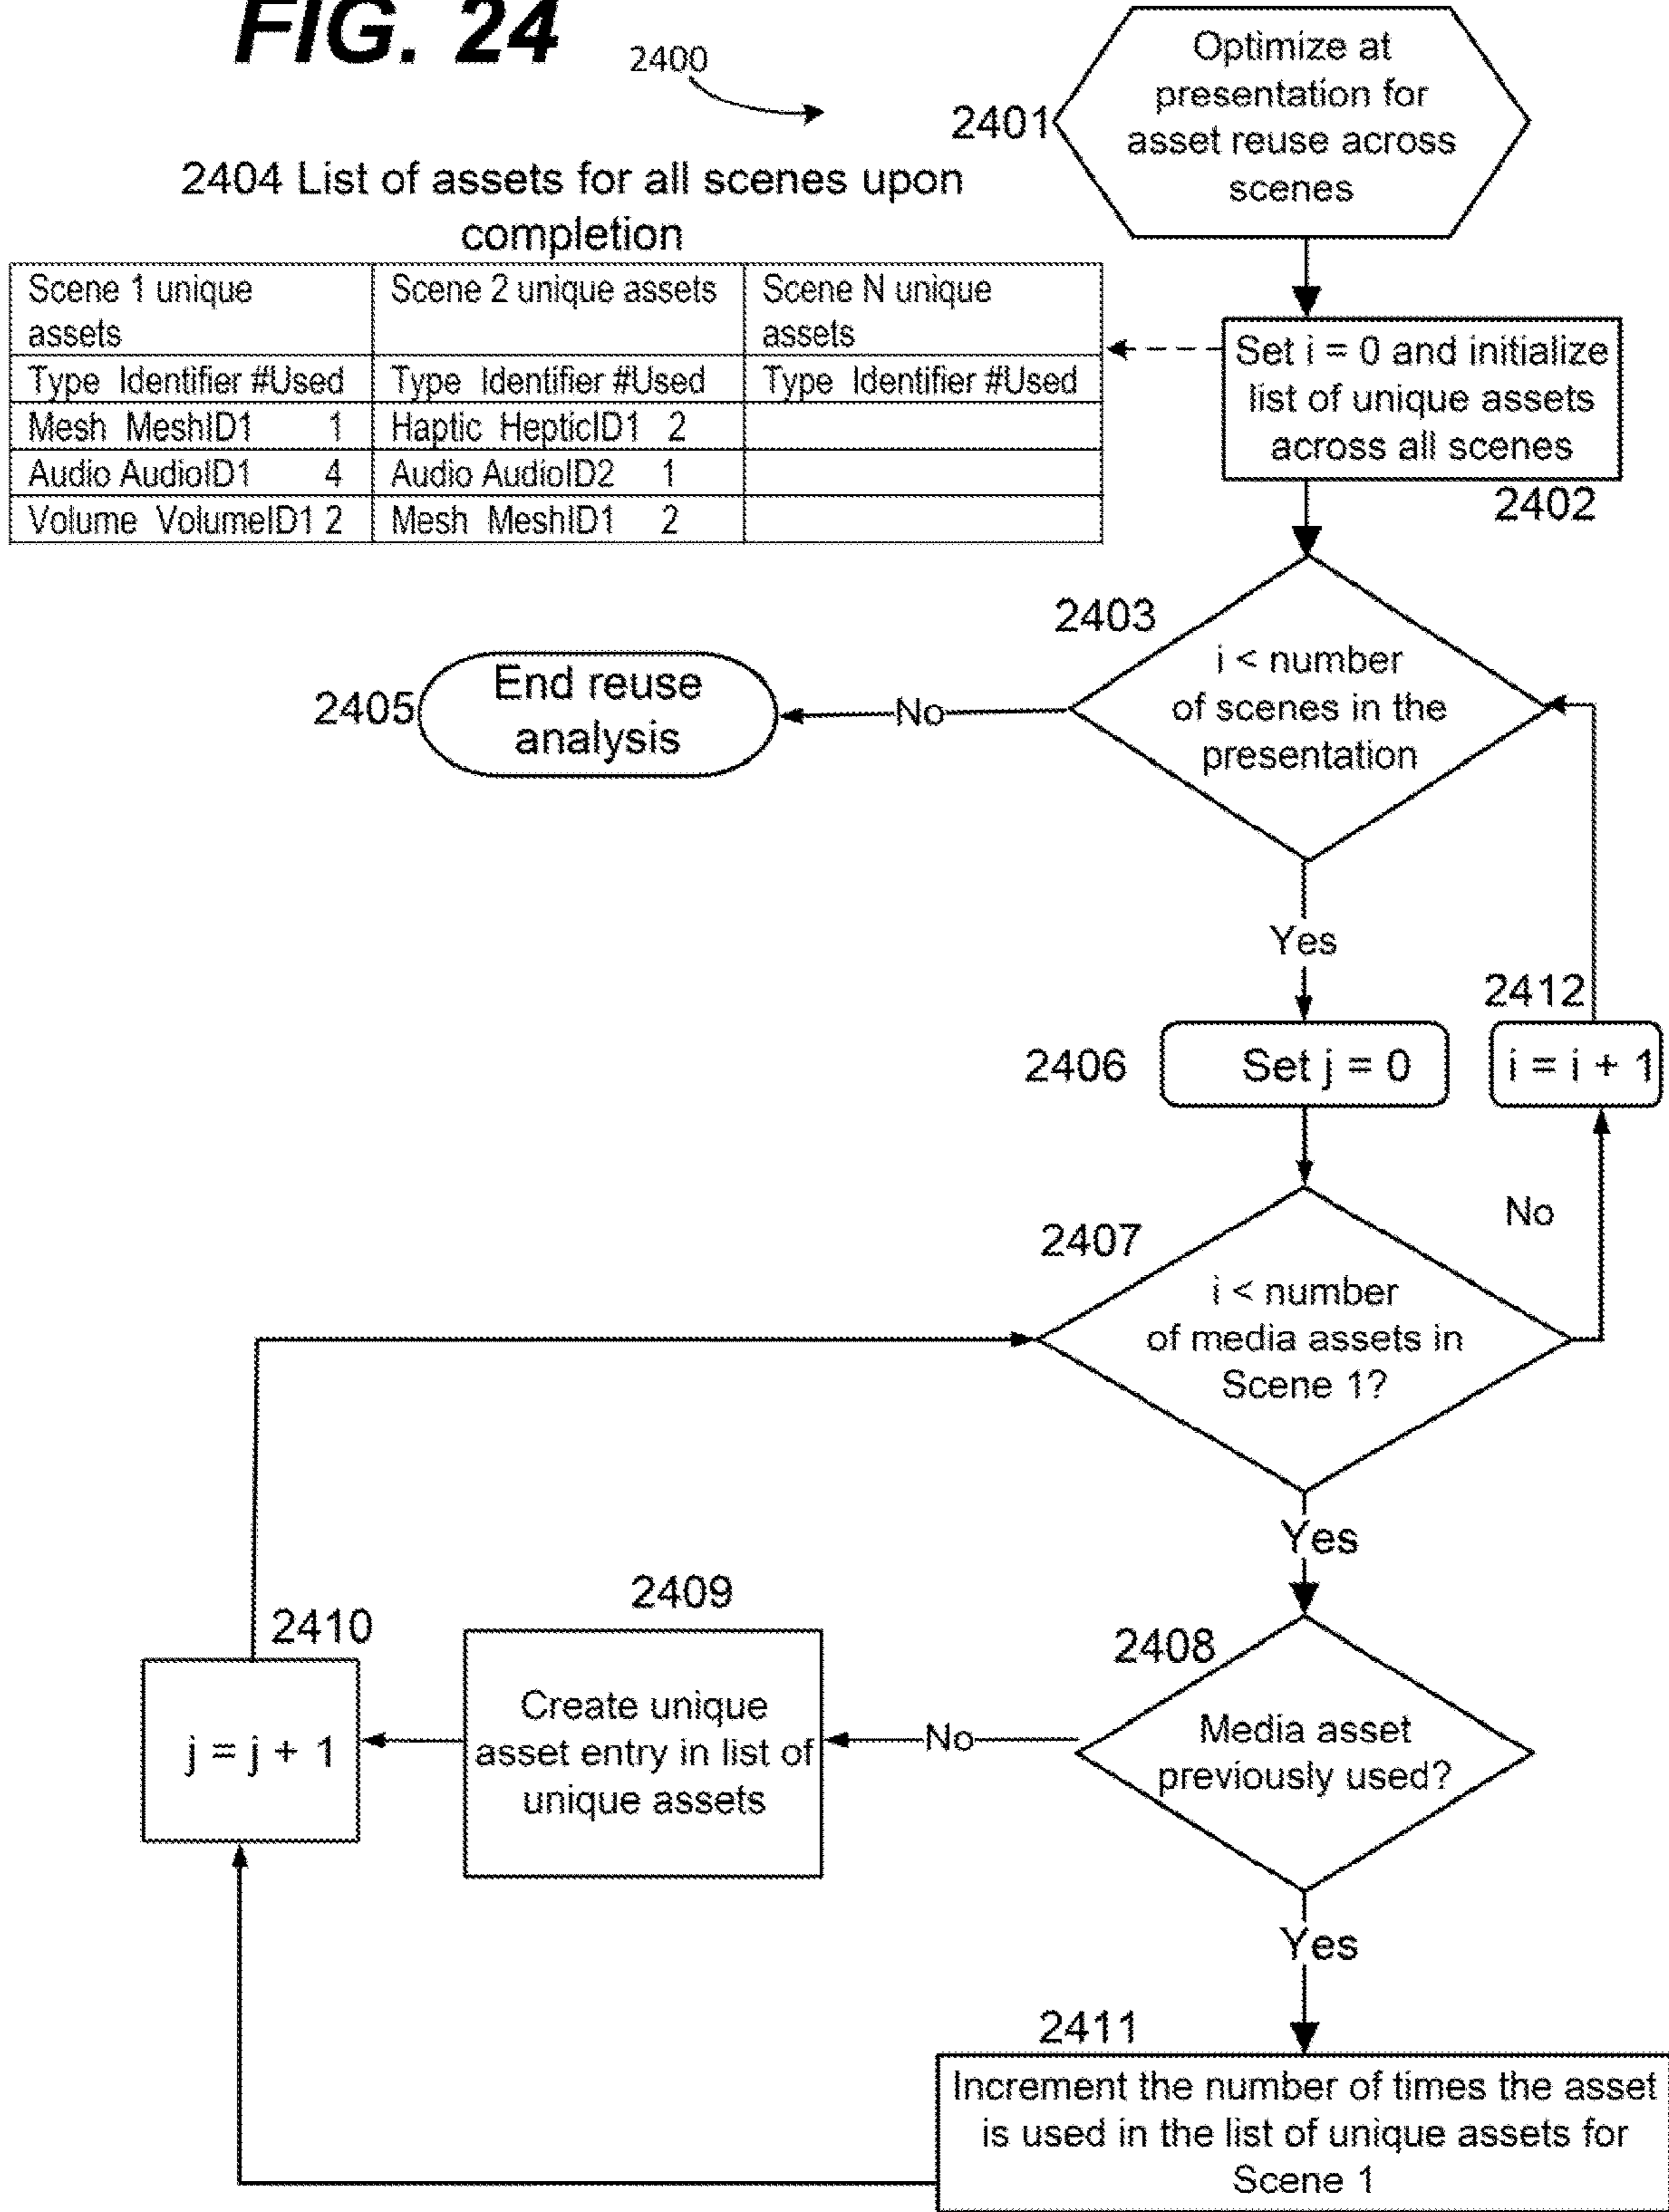 FIG. 24
2400
2401
Optimize at
presentation for
asset reuse across
scenes
2404 List of assets for all scenes upon
completion
Scene 1 unique
assets
Scene 2 unique assets
Scene N unique
assets
Type Identifier #Used
Type Identifier #Used
Type Identifier #Used
Mesh MeshID1 1
Haptic HepticID1 2
Audio AudioID1 4
Audio AudioID2 1
Volume VolumeID1 2
Mesh MeshID1 2
Set i = 0 and initialize
list of unique assets
across all scenes
2402
2403
i < number
of scenes in the
presentation
No
2405
End reuse
analysis
Yes
2412
2406
Set j = 0
i = i + 1
No
2407
i < number
of media assets in
Scene 1?
Yes
2409
2410
2408
j = j + 1
Create unique
asset entry in list of
unique assets
No
Media asset
previously used?
Yes
2411
Increment the number of times the asset
is used in the list of unique assets for
Scene 1